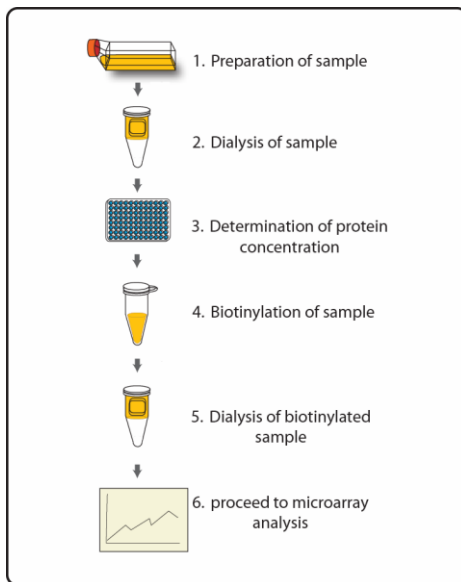 1. Preparation of sample
2. Dialysis of sample
3. Determination of protein
concentration
4. Biotinylation of sample
5. Dialysis of biotinylated
sample
6. proceed to microarray
analysis